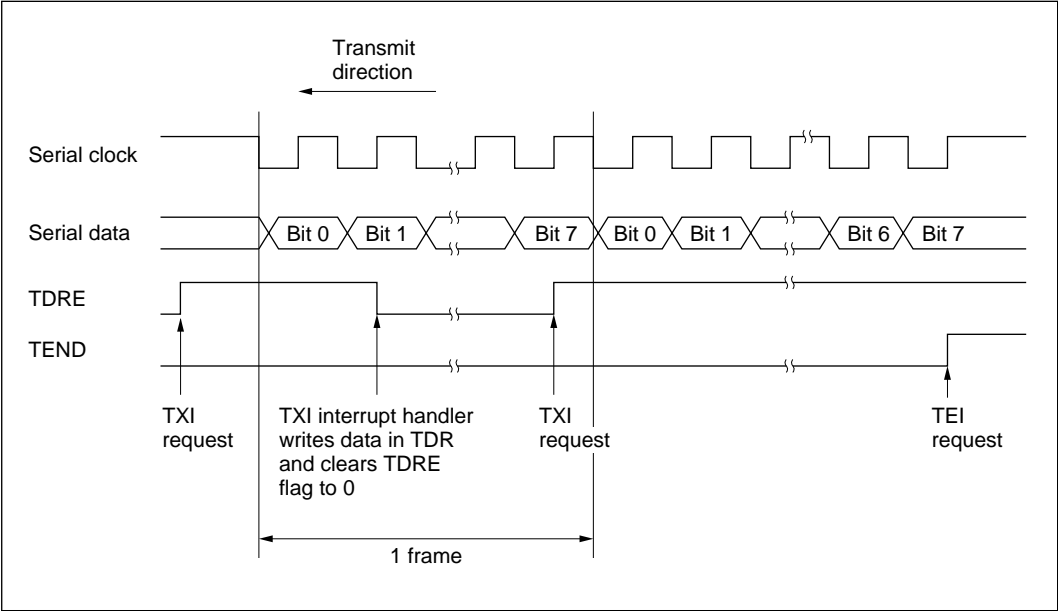 Transmit
direction
Serial clock
Serial data
Bit 0
Bit 1
Bit 7
Bit 0
Bit 1
Bit 6
Bit 7
TDRE
TEND
TXI
request
TXI interrupt handler
writes data in TDR
and clears TDRE
flag to 0
TXI
request
TEI
request
1 frame